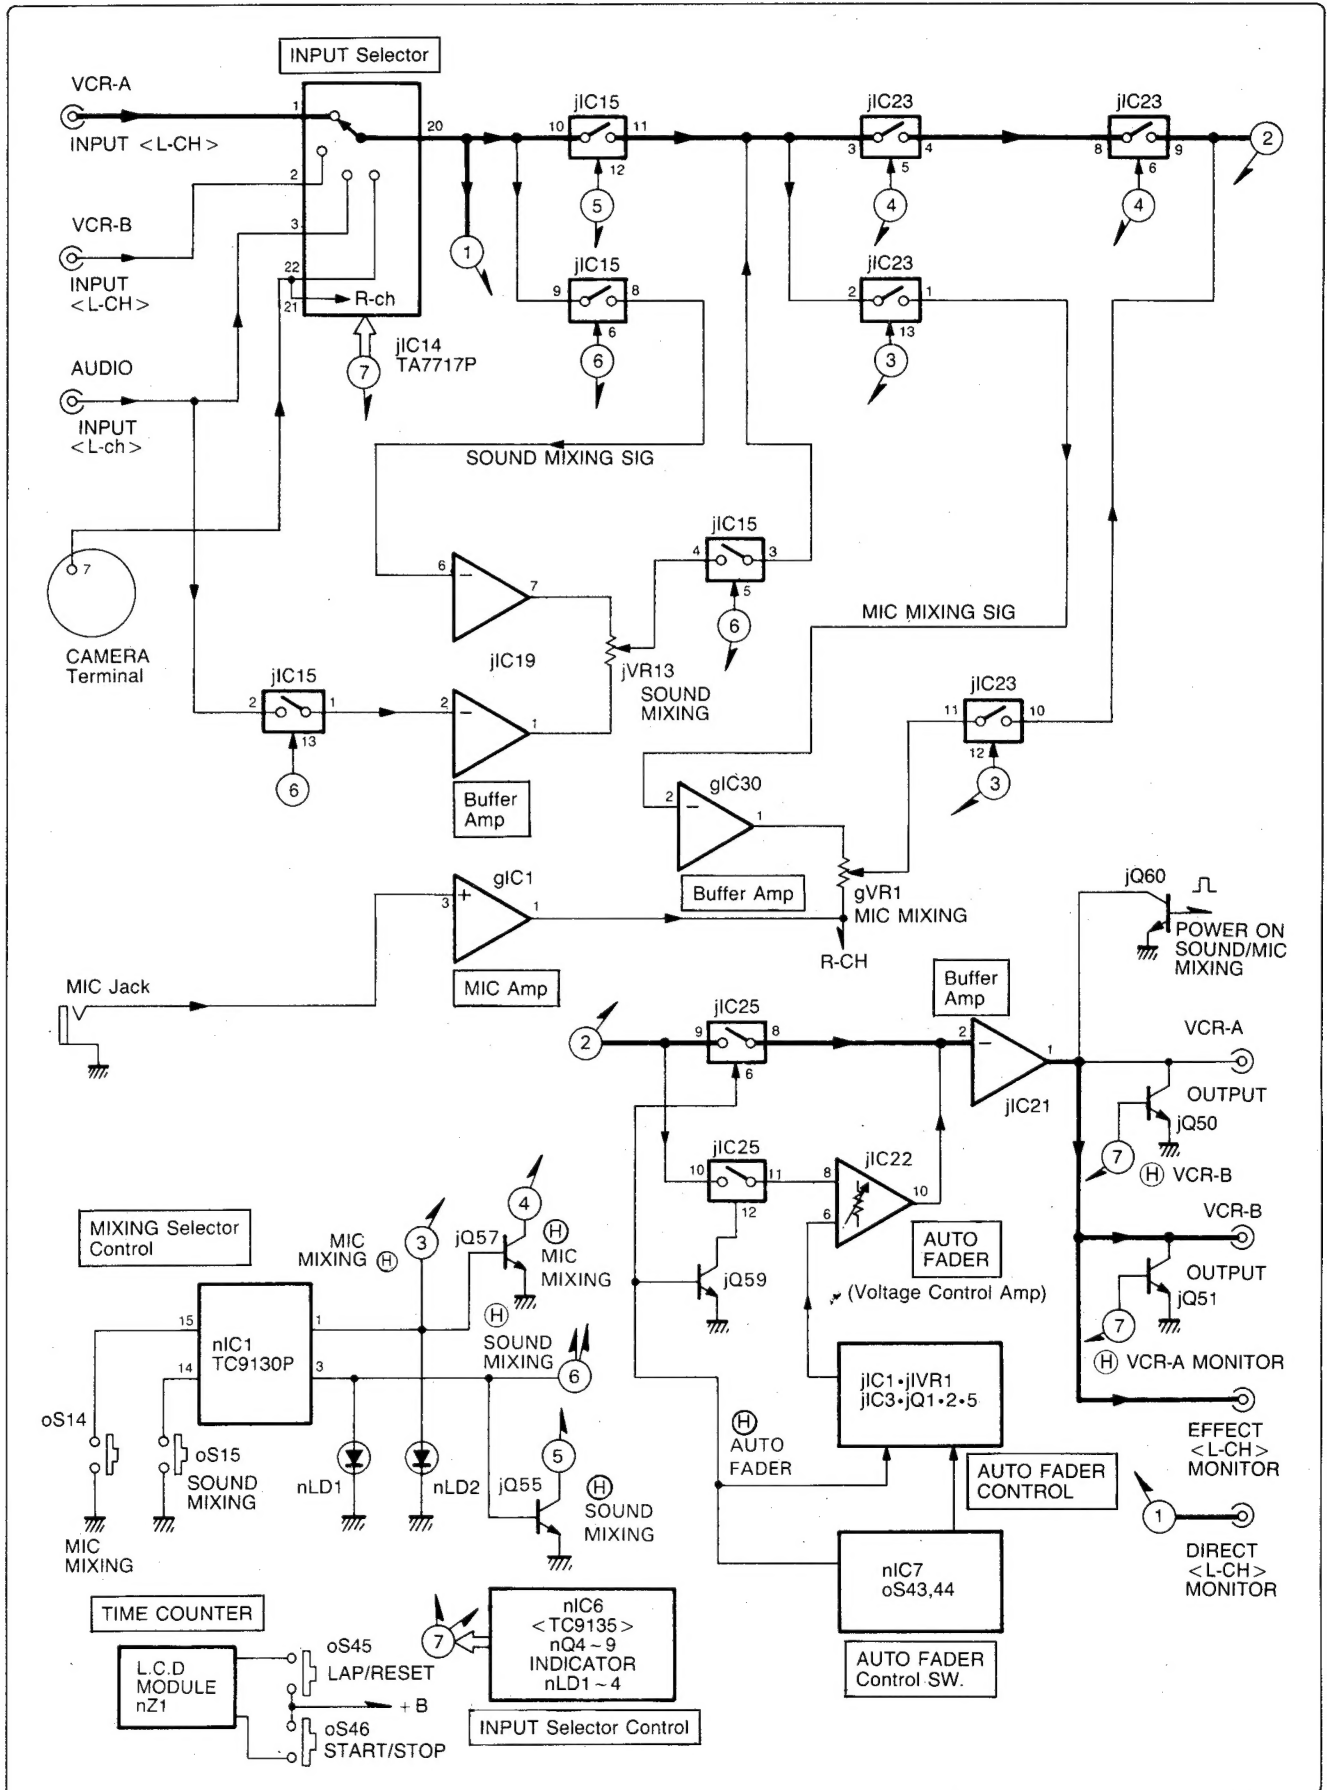 INPUT Selector
VCR-A
INPUT <L-CH>
1
20
jIC15
10
11
12
5
jIC23
3
4
5
4
jIC23
8
9
6
4
2
2
VCR-B
INPUT
<L-CH>
3
22
21
R-ch
1
jIC15
9
8
6
6
jIC23
2
1
13
3
jIC14
TA7717P
7
AUDIO
INPUT
<L-ch>
SOUND MIXING SIG
7
CAMERA
Terminal
6
7
jIC19
jIC15
4
3
5
6
MIC MIXING SIG
jVR13
SOUND
MIXING
jIC15
2
1
13
6
2
1
Buffer
Amp
jIC23
11
10
12
3
gIC30
2
1
Buffer Amp
gVR1
MIC MIXING
R-CH
gIC1
3
1
MIC Amp
MIC Jack
jQ60
POWER ON
SOUND/MIC
MIXING
Buffer
Amp
2
jIC25
9
8
6
2
1
jIC21
VCR-A
OUTPUT
jQ50
7
H VCR-B
jIC25
10
11
12
jIC22
8
6
10
AUTO
FADER
(Voltage Control Amp)
jQ59
VCR-B
OUTPUT
jQ51
7
H VCR-A MONITOR
MIXING Selector
Control
MIC
MIXING H
3
jQ57
4
H
MIC
MIXING
15
14
nIC1
TC9130P
1
3
H
SOUND
MIXING
6
oS14
MIC
MIXING
oS15
SOUND
MIXING
nLD1
nLD2
jQ55
5
H
SOUND
MIXING
H
AUTO
FADER
jIC1•jIVR1
jIC3•jQ1•2•5
AUTO FADER
CONTROL
EFFECT
<L-CH>
MONITOR
1
DIRECT
<L-CH>
MONITOR
nIC7
oS43,44
AUTO FADER
Control SW.
TIME COUNTER
L.C.D
MODULE
nZ1
oS45
LAP/RESET
+B
oS46
START/STOP
7
nIC6
<TC9135>
nQ4~9
INDICATOR
nLD1~4
INPUT Selector Control